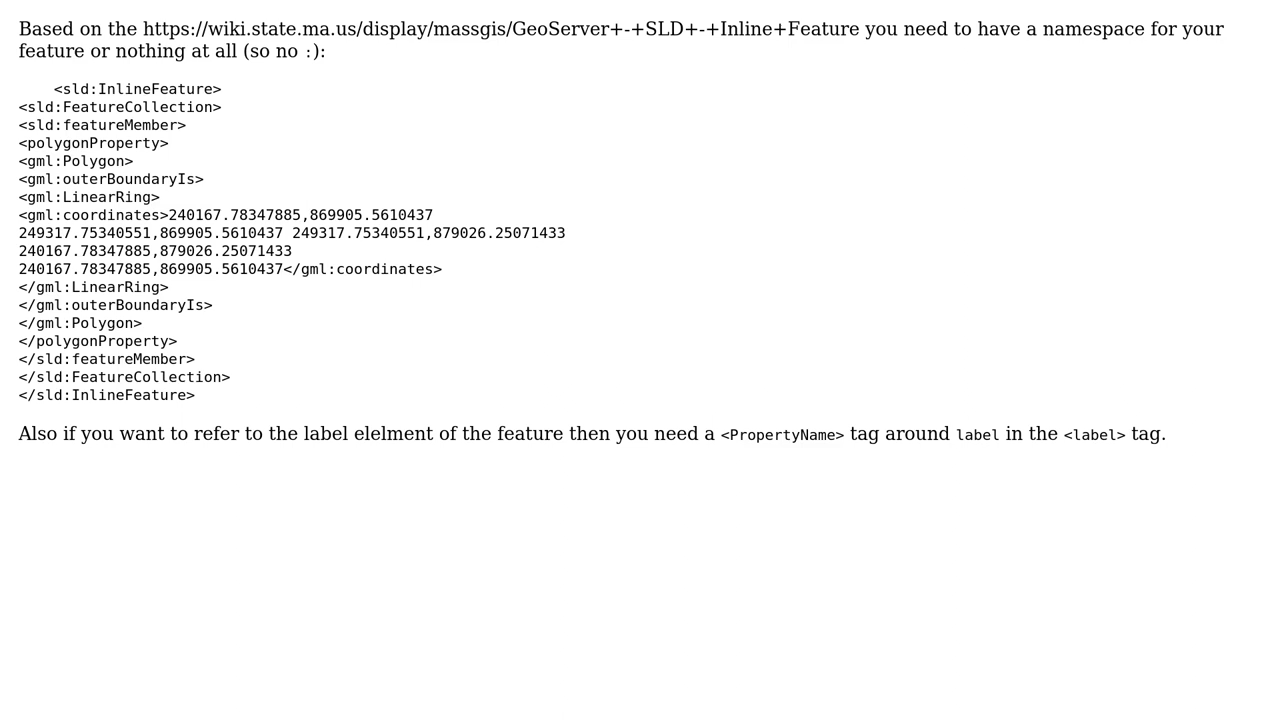 Based on the https://wiki.state.ma.us/display/massgis/GeoServer+-+SLD+-+Inline+Feature you need to have a namespace for your
feature or nothing at all (so no :):
<sld:InlineFeature>
<sld:FeatureCollection>
<sld:featureMember>
<polygonProperty>
<gml:Polygon>
<gml:outerBoundaryIs>
<gml:LinearRing>
<gml:coordinates>240167.78347885,869905.5610437
249317.75340551,869905.5610437 249317.75340551,879026.25071433
240167.78347885,879026.25071433
240167.78347885,869905.5610437</gml:coordinates>
</gml:LinearRing>
</gml:outerBoundaryIs>
</gml:Polygon>
</polygonProperty>
</sld:featureMember>
</sld:FeatureCollection>
</sld:InlineFeature>
Also if you want to refer to the label elelment of the feature then you need a <PropertyName> tag around label in the <label> tag.